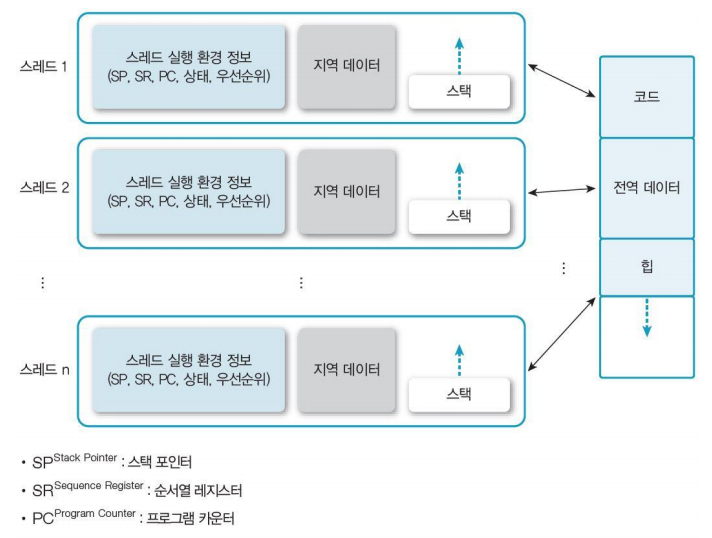 스레드 1
스레드 실행 환경 정보
(SP, SR, PC, 상태, 우선순위)
지역 데이터
스택
코드
스레드 2
스레드 실행 환경 정보
(SP, SR, PC, 상태, 우선순위)
지역 데이터
스택
전역 데이터
힙
⋮ ⋮ ⋮
스레드 n
스레드 실행 환경 정보
(SP, SR, PC, 상태, 우선순위)
지역 데이터
스택
• SP Stack Pointer : 스택 포인터
• SR Sequence Register : 순서열 레지스터
• PC Program Counter : 프로그램 카운터